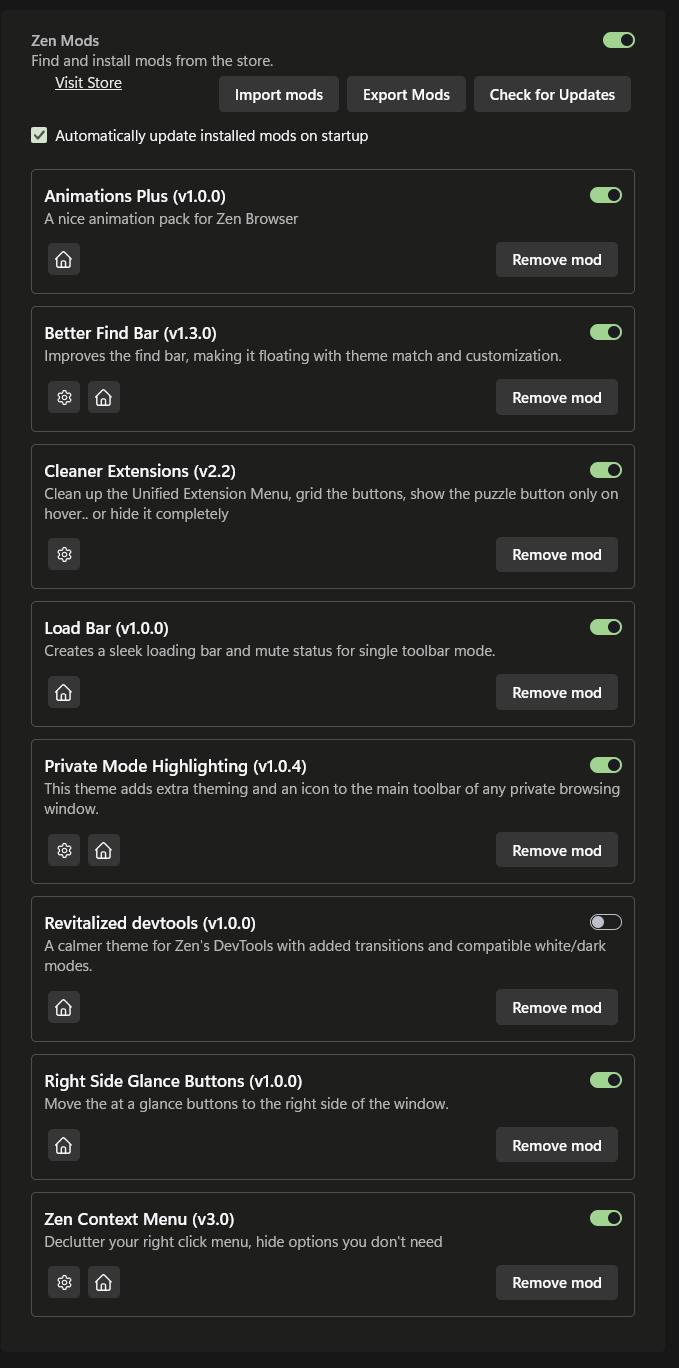 Zen Mods
Find and install mods from the store.
Visit Store
Import mods
Export Mods
Check for Updates
Automatically update installed mods on startup
Animations Plus (v1.0.0)
A nice animation pack for Zen Browser
Remove mod
Better Find Bar (v1.3.0)
Improves the find bar, making it floating with theme match and customization.
Remove mod
Cleaner Extensions (v2.2)
Clean up the Unified Extension Menu, grid the buttons, show the puzzle button only on
hover.. or hide it completely
Remove mod
Load Bar (v1.0.0)
Creates a sleek loading bar and mute status for single toolbar mode.
Remove mod
Private Mode Highlighting (v1.0.4)
This theme adds extra theming and an icon to the main toolbar of any private browsing
window.
Remove mod
Revitalized devtools (v1.0.0)
A calmer theme for Zen's DevTools with added transitions and compatible white/dark
modes.
Remove mod
Right Side Glance Buttons (v1.0.0)
Move the at a glance buttons to the right side of the window.
Remove mod
Zen Context Menu (v3.0)
Declutter your right click menu, hide options you don't need
Remove mod